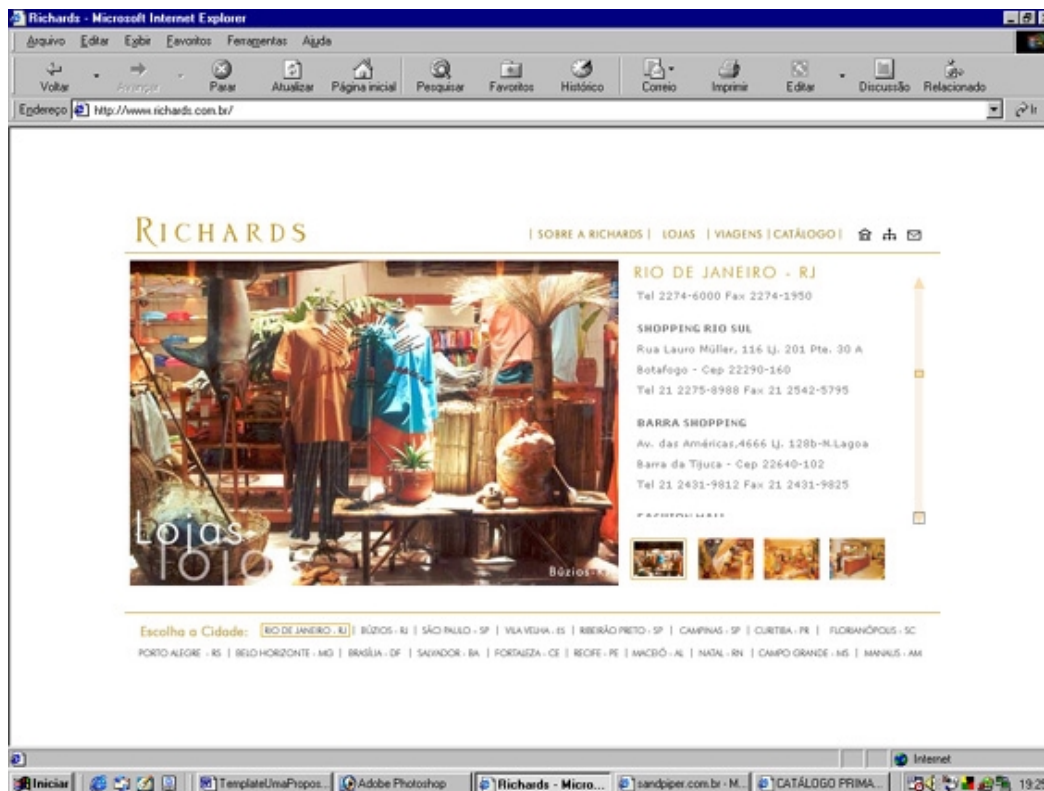 Richards - Microsoft Internet Explorer
Arquivo Editar Exibir Favoritos Ferramentas Ajuda
Voltar Avançar Parar Atualizar Página inicial Pesquisar Favoritos Histórico Correio Imprimir Editar Discussão Relacionado
Endereço http://www.richards.com.br/ Ir
RICHARDS
| SOBRE A RICHARDS | LOJAS | VIAGENS | CATÁLOGO |
RIO DE JANEIRO - RJ
Tel 2274-6000 Fax 2274-1950
SHOPPING RIO SUL
Rua Lauro Müller, 116 Lj. 201 Pte. 30 A
Botafogo - Cep 22290-160
Tel 21 2275-8988 Fax 21 2542-5795
BARRA SHOPPING
Av. das Américas,4666 Lj. 128b-N.Lagoa
Barra da Tijuca - Cep 22640-102
Tel 21 2431-9812 Fax 21 2431-9825
FASHION MALL
Lojas
lojas
Búzios-RJ
Escolha a Cidade: RIO DE JANEIRO - RJ | BÚZIOS - RJ | SÃO PAULO - SP | VILA VELHA - ES | RIBEIRÃO PRETO - SP | CAMPINAS - SP | CURITIBA - PR | FLORIANÓPOLIS - SC
PORTO ALEGRE - RS | BELO HORIZONTE - MG | BRASÍLIA - DF | SALVADOR - BA | FORTALEZA - CE | RECIFE - PE | MACEIÓ - AL | NATAL - RN | CAMPO GRANDE - MS | MANAUS - AM
Internet
Iniciar TemplateUmaPropos... Adobe Photoshop Richards - Micro... sandpiper.com.br - M... CATÁLOGO PRIMA... 19:25